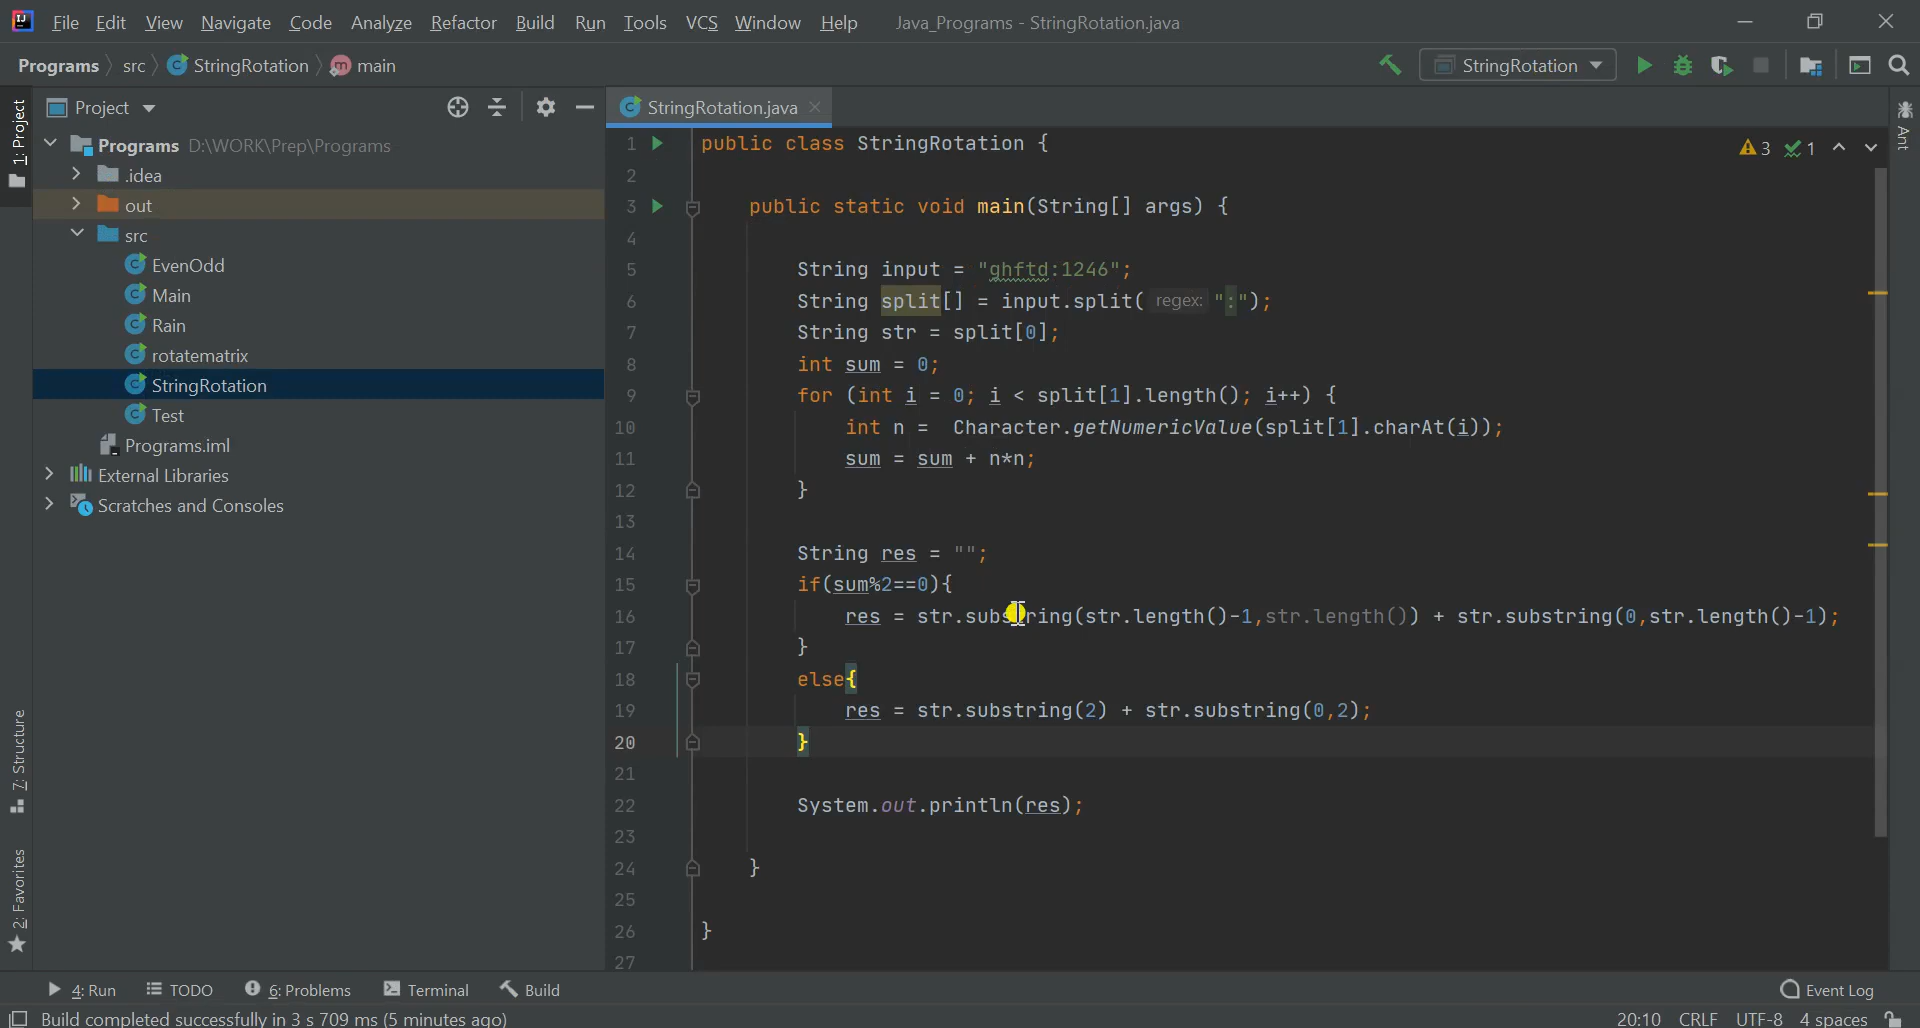 File Edit View Navigate Code Analyze Refactor Build Run Tools VCS Window Help Java_Programs - StringRotation.java
Programs src StringRotation main StringRotation
1: Project
Project
Programs D:\WORK\Prep\Programs
.idea
out
src
EvenOdd
Main
Rain
rotatematrix
StringRotation
Test
Programs.iml
External Libraries
Scratches and Consoles
7: Structure
2: Favorites
StringRotation.java
3 1
Ant
1 public class StringRotation {
2
3 public static void main(String[] args) {
4
5 String input = "ghftd:1246";
6 String split[] = input.split( regex: ":");
7 String str = split[0];
8 int sum = 0;
9 for (int i = 0; i < split[1].length(); i++) {
10 int n =  Character.getNumericValue(split[1].charAt(i));
11 sum = sum + n*n;
12 }
13
14 String res = "";
15 if(sum%2==0){
16 res = str.substring(str.length()-1,str.length()) + str.substring(0,str.length()-1);
17 }
18 else{
19 res = str.substring(2) + str.substring(0,2);
20 }
21
22 System.out.println(res);
23
24 }
25
26 }
27
4: Run TODO 6: Problems Terminal Build Event Log
Build completed successfully in 3 s 709 ms (5 minutes ago) 20:10 CRLF UTF-8 4 spaces